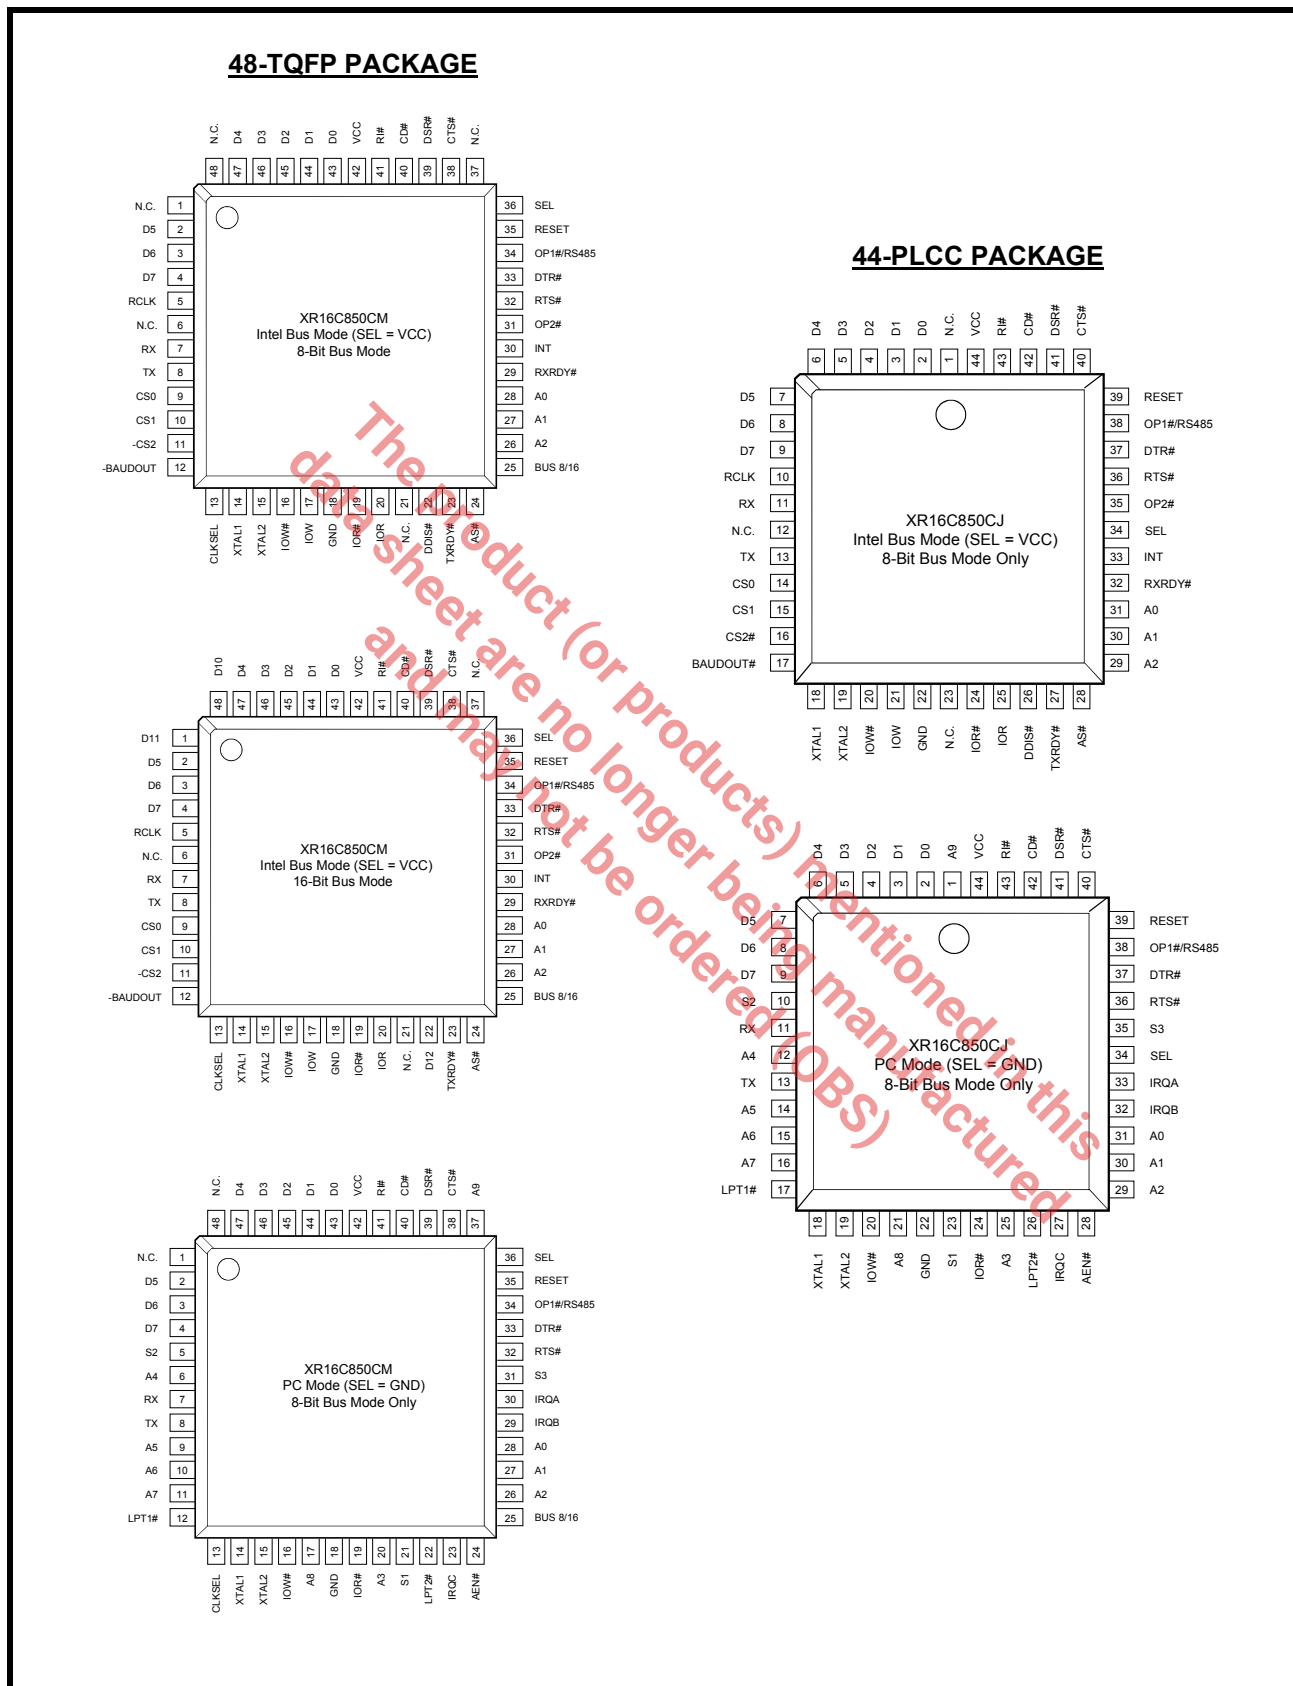 48-TQFP PACKAGE
N.C. D4 D3 D2 D1 D0 VCC RI# CD# DSR# CTS# N.C.
48 47 46 45 44 43 42 41 40 39 38 37
N.C. 1 36 SEL
D5 2 35 RESET
D6 3 34 OP1#/RS485
D7 4 33 DTR#
RCLK 5 32 RTS#
N.C. 6 31 OP2#
RX 7 30 INT
TX 8 29 RXRDY#
CS0 9 28 A0
CS1 10 27 A1
-CS2 11 26 A2
-BAUDOUT 12 25 BUS 8/16
XR16C850CM
Intel Bus Mode (SEL = VCC)
8-Bit Bus Mode
13 14 15 16 17 18 19 20 21 22 23 24
CLKSEL XTAL1 XTAL2 IOW# IOW GND IOR# IOR N.C. DDIS# TXRDY# AS#
D10 D4 D3 D2 D1 D0 VCC RI# CD# DSR# CTS# N.C.
48 47 46 45 44 43 42 41 40 39 38 37
D11 1 36 SEL
D5 2 35 RESET
D6 3 34 OP1#/RS485
D7 4 33 DTR#
RCLK 5 32 RTS#
N.C. 6 31 OP2#
RX 7 30 INT
TX 8 29 RXRDY#
CS0 9 28 A0
CS1 10 27 A1
-CS2 11 26 A2
-BAUDOUT 12 25 BUS 8/16
XR16C850CM
Intel Bus Mode (SEL = VCC)
16-Bit Bus Mode
13 14 15 16 17 18 19 20 21 22 23 24
CLKSEL XTAL1 XTAL2 IOW# IOW GND IOR# IOR N.C. D12 TXRDY# AS#
N.C. D4 D3 D2 D1 D0 VCC RI# CD# DSR# CTS# A9
48 47 46 45 44 43 42 41 40 39 38 37
N.C. 1 36 SEL
D5 2 35 RESET
D6 3 34 OP1#/RS485
D7 4 33 DTR#
S2 5 32 RTS#
A4 6 31 S3
RX 7 30 IRQA
TX 8 29 IRQB
A5 9 28 A0
A6 10 27 A1
A7 11 26 A2
LPT1# 12 25 BUS 8/16
XR16C850CM
PC Mode (SEL = GND)
8-Bit Bus Mode Only
13 14 15 16 17 18 19 20 21 22 23 24
CLKSEL XTAL1 XTAL2 IOW# A8 GND IOR# A3 S1 LPT2# IRQC AEN#
44-PLCC PACKAGE
D4 D3 D2 D1 D0 N.C. VCC RI# CD# DSR# CTS#
6 5 4 3 2 1 44 43 42 41 40
D5 7 39 RESET
D6 8 38 OP1#/RS485
D7 9 37 DTR#
RCLK 10 36 RTS#
RX 11 35 OP2#
N.C. 12 34 SEL
TX 13 33 INT
CS0 14 32 RXRDY#
CS1 15 31 A0
CS2# 16 30 A1
BAUDOUT# 17 29 A2
XR16C850CJ
Intel Bus Mode (SEL = VCC)
8-Bit Bus Mode Only
18 19 20 21 22 23 24 25 26 27 28
XTAL1 XTAL2 IOW# IOW GND N.C. IOR# IOR DDIS# TXRDY# AS#
D4 D3 D2 D1 D0 A9 VCC RI# CD# DSR# CTS#
6 5 4 3 2 1 44 43 42 41 40
D5 7 39 RESET
D6 8 38 OP1#/RS485
D7 9 37 DTR#
S2 10 36 RTS#
RX 11 35 S3
A4 12 34 SEL
TX 13 33 IRQA
A5 14 32 IRQB
A6 15 31 A0
A7 16 30 A1
LPT1# 17 29 A2
XR16C850CJ
PC Mode (SEL = GND)
8-Bit Bus Mode Only
18 19 20 21 22 23 24 25 26 27 28
XTAL1 XTAL2 IOW# A8 GND S1 IOR# A3 LPT2# IRQC AEN#
The product (or products) mentioned in this
data sheet are no longer being manufactured
and may not be ordered (OBS)